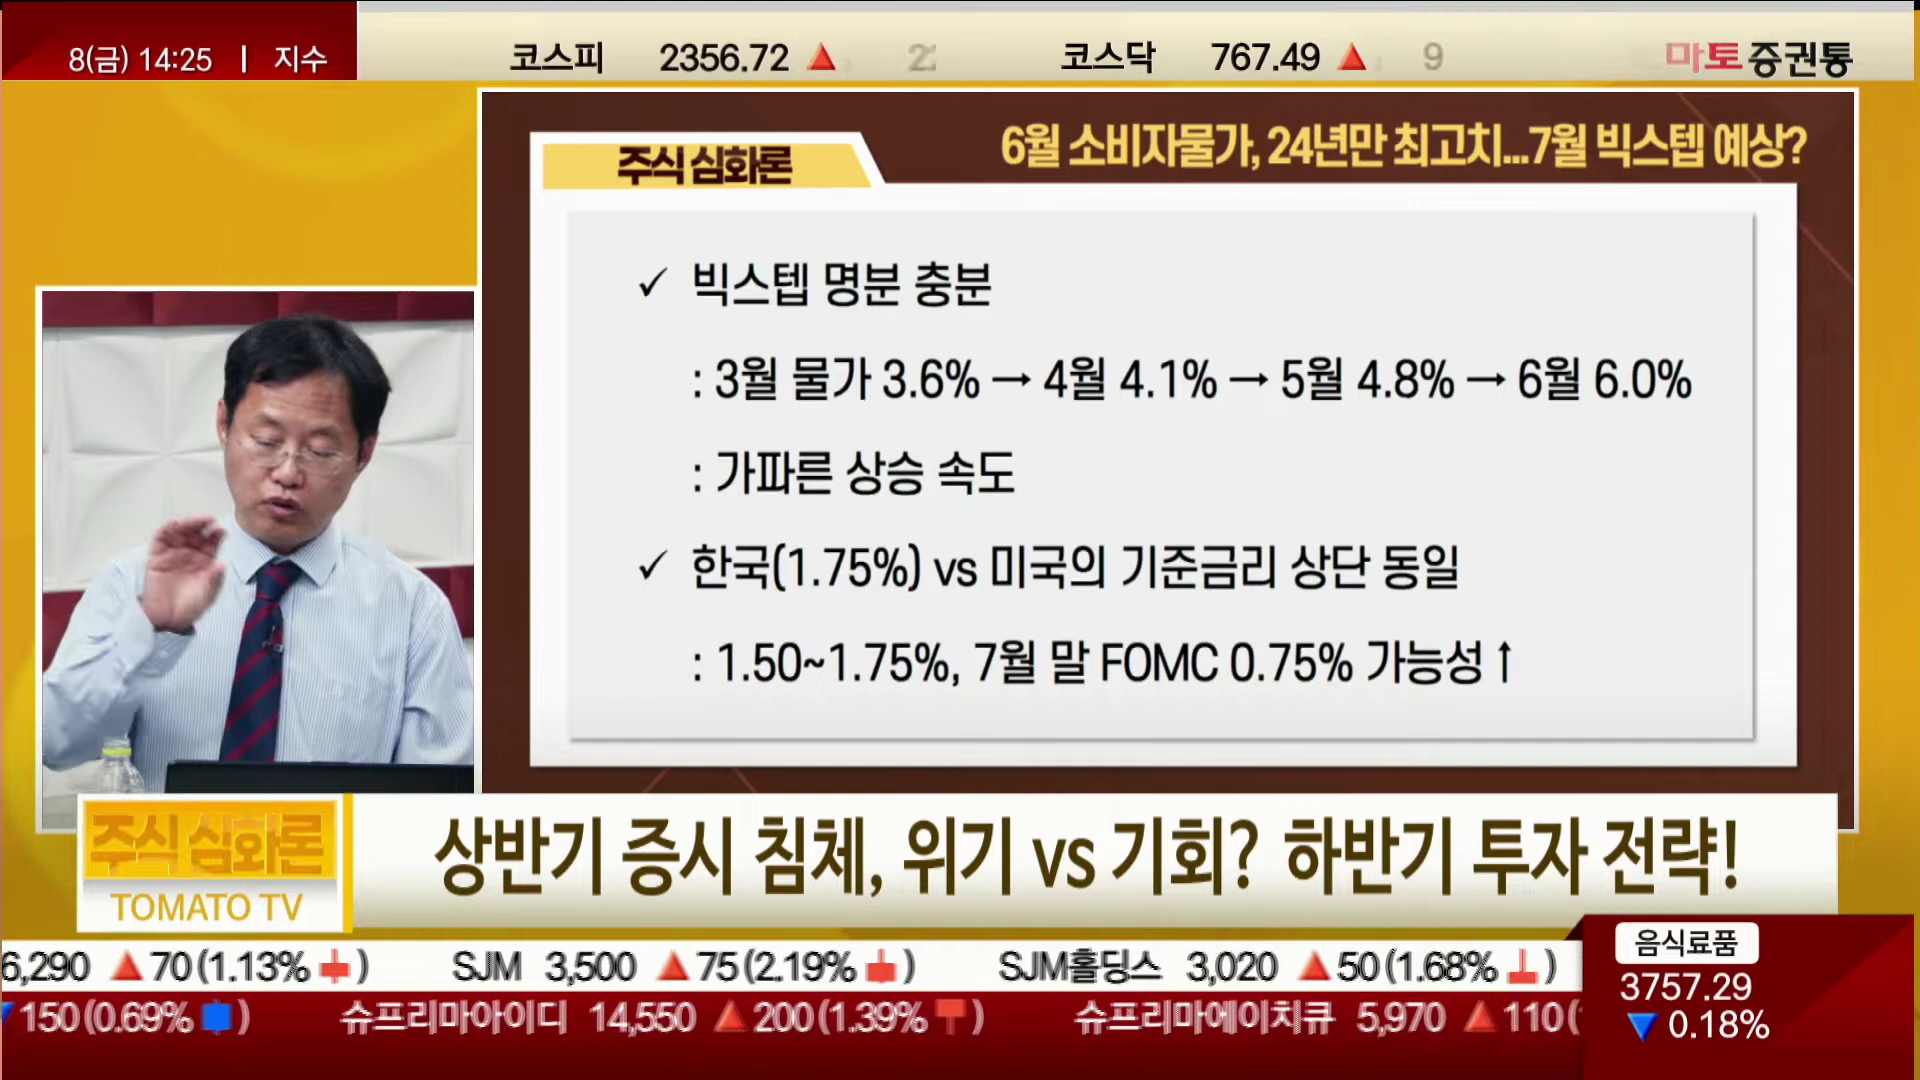 8(금) 14:25 | 지수
코스피 2356.72 ▲
코스닥 767.49 ▲
마토증권통
주식 심화론
6월 소비자물가, 24년만 최고치...7월 빅스텝 예상?
✓ 빅스텝 명분 충분
: 3월 물가 3.6% → 4월 4.1% → 5월 4.8% → 6월 6.0%
: 가파른 상승 속도
✓ 한국(1.75%) vs 미국의 기준금리 상단 동일
: 1.50~1.75%, 7월 말 FOMC 0.75% 가능성↑
주식 심화론
TOMATO TV
상반기 증시 침체, 위기 vs 기회? 하반기 투자 전략!
6,290 ▲70(1.13% ) SJM 3,500 ▲75(2.19% ) SJM홀딩스 3,020 ▲50(1.68% )
▼150(0.69% ) 슈프리마아이디 14,550 ▲200(1.39% ) 슈프리마에이치큐 5,970 ▲110(
음식료품
3757.29
▼ 0.18%